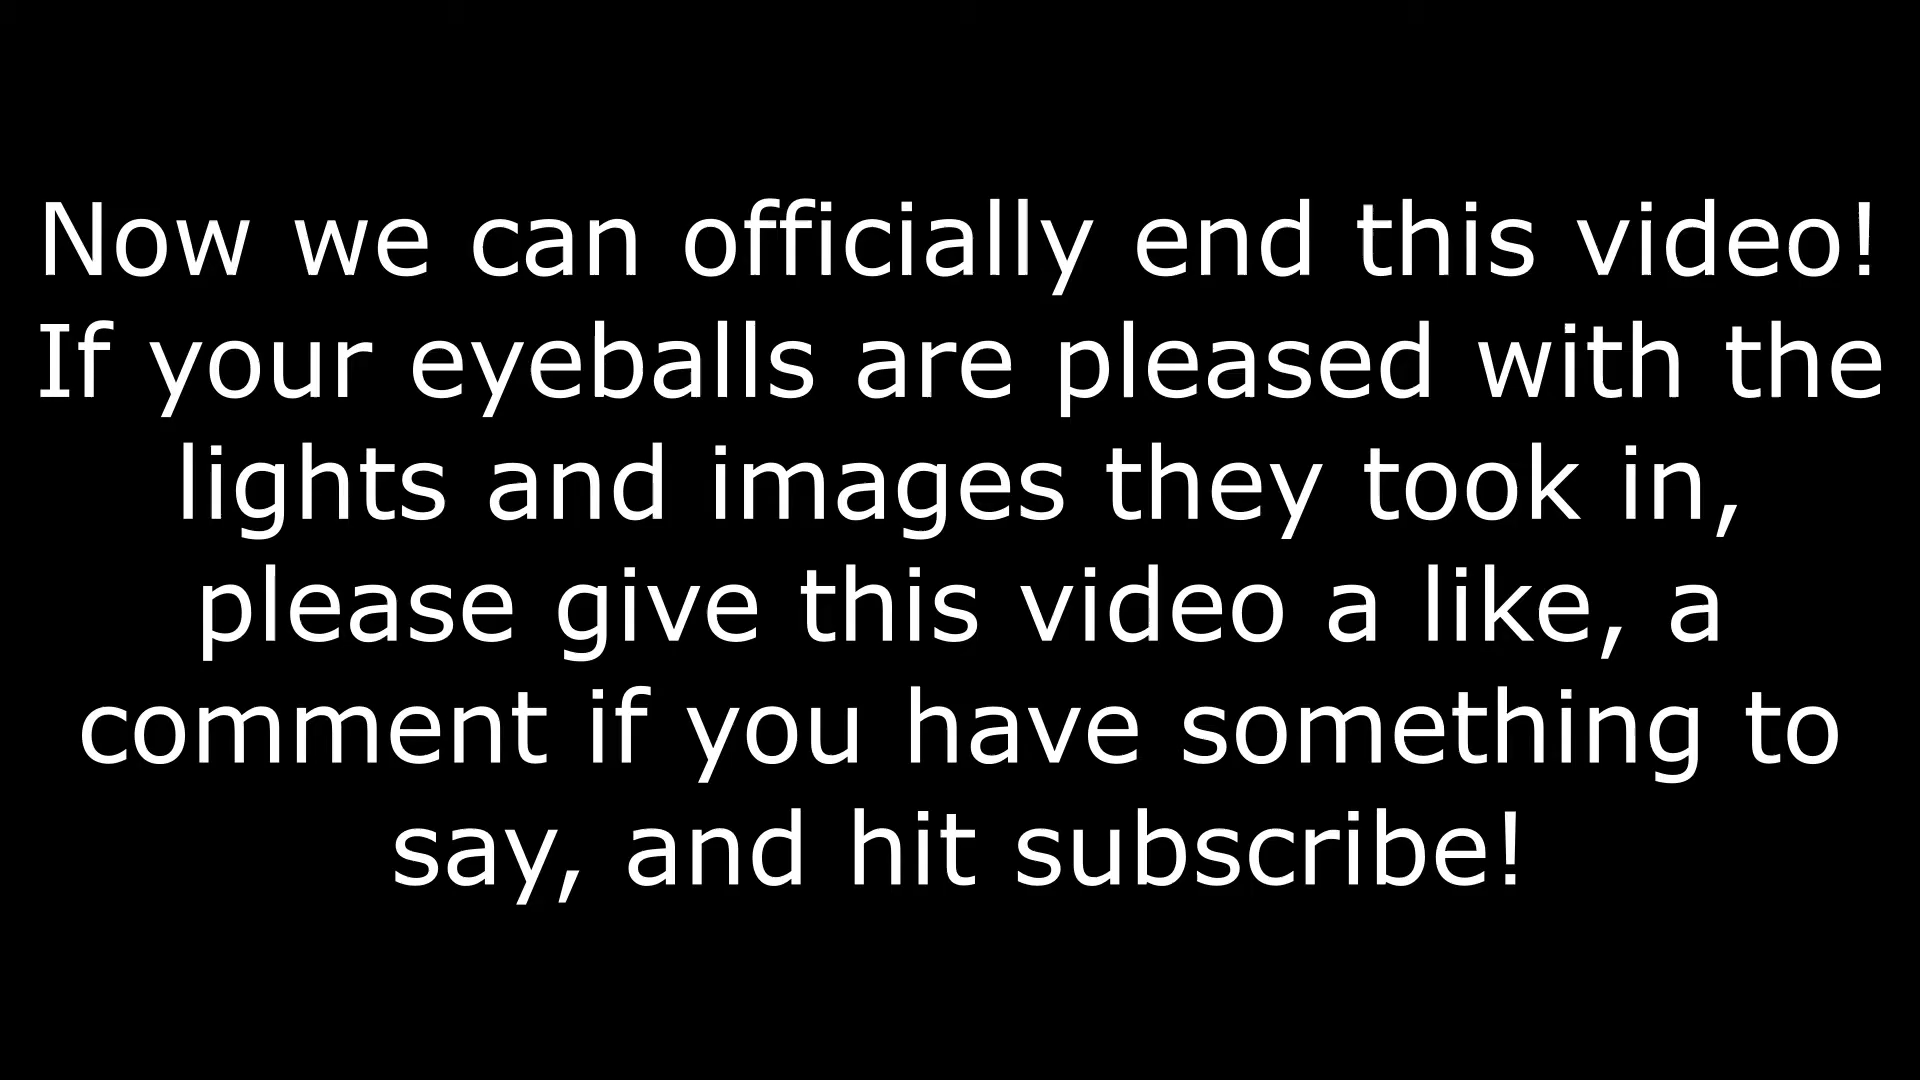 Now we can officially end this video!
If your eyeballs are pleased with the
lights and images they took in,
please give this video a like, a
comment if you have something to
say, and hit subscribe!